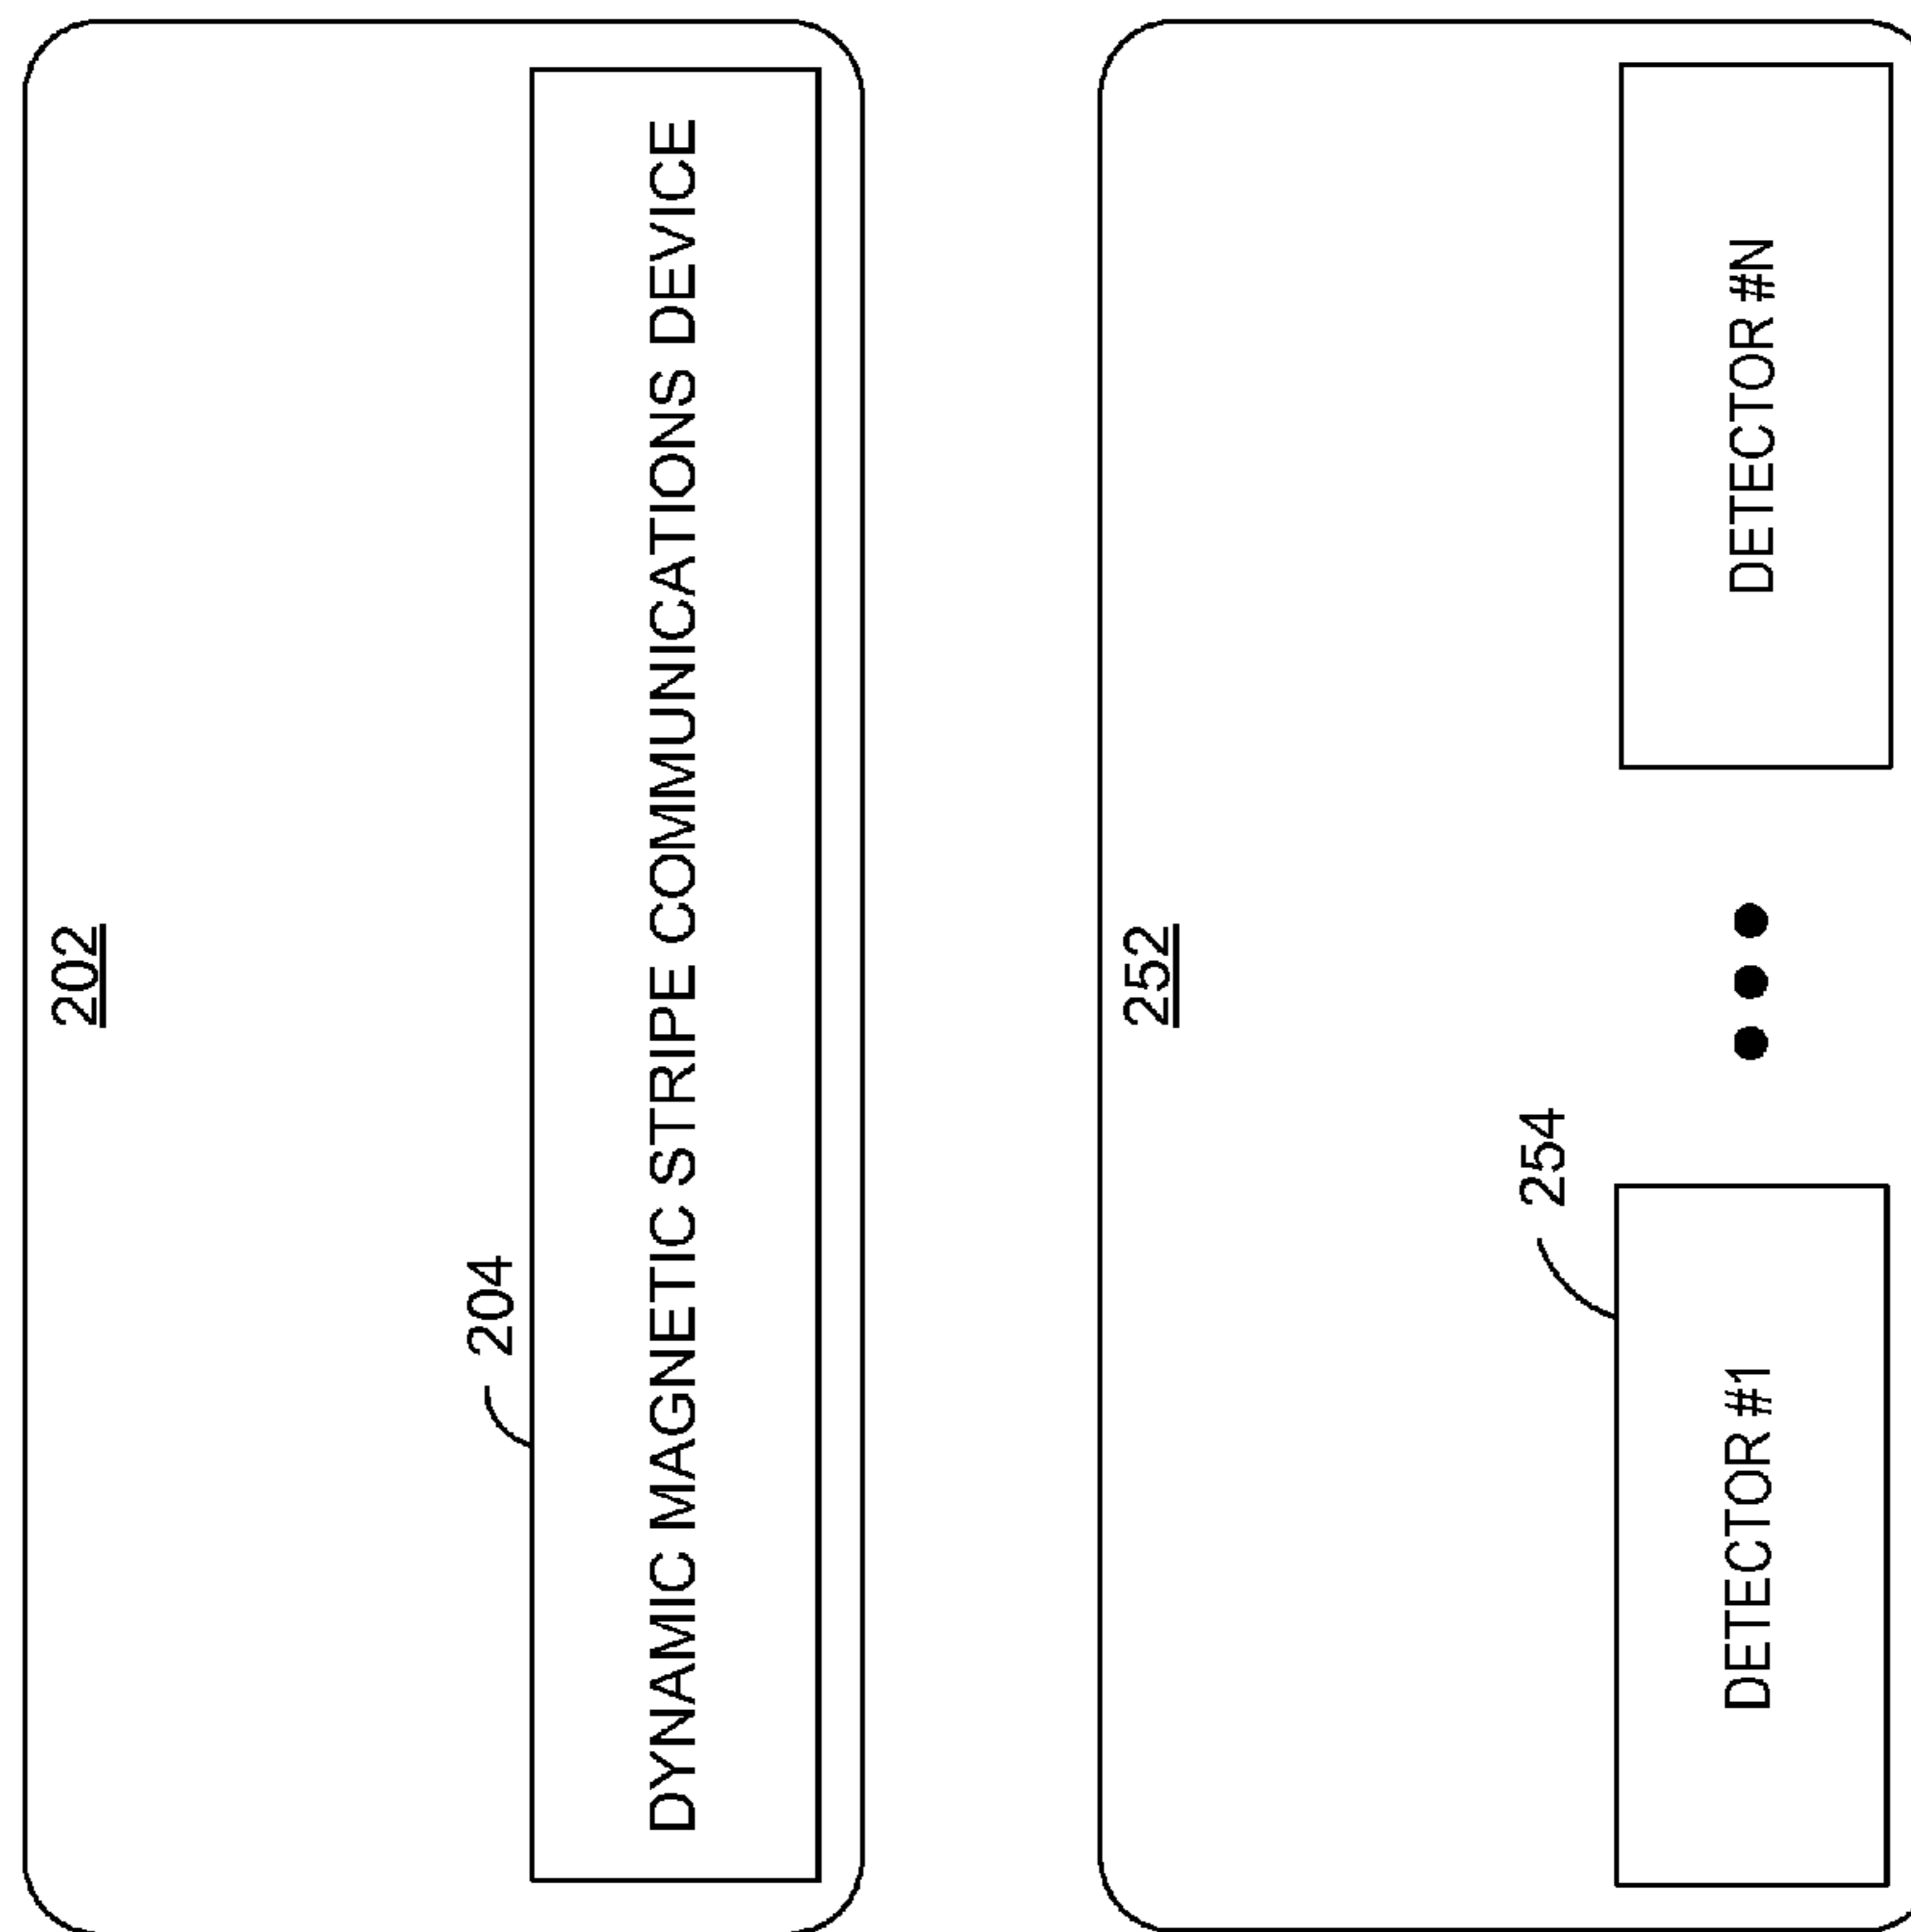 202
204
DYNAMIC MAGNETIC STRIPE COMMUNICATIONS DEVICE
252
254
DETECTOR #1
DETECTOR #N